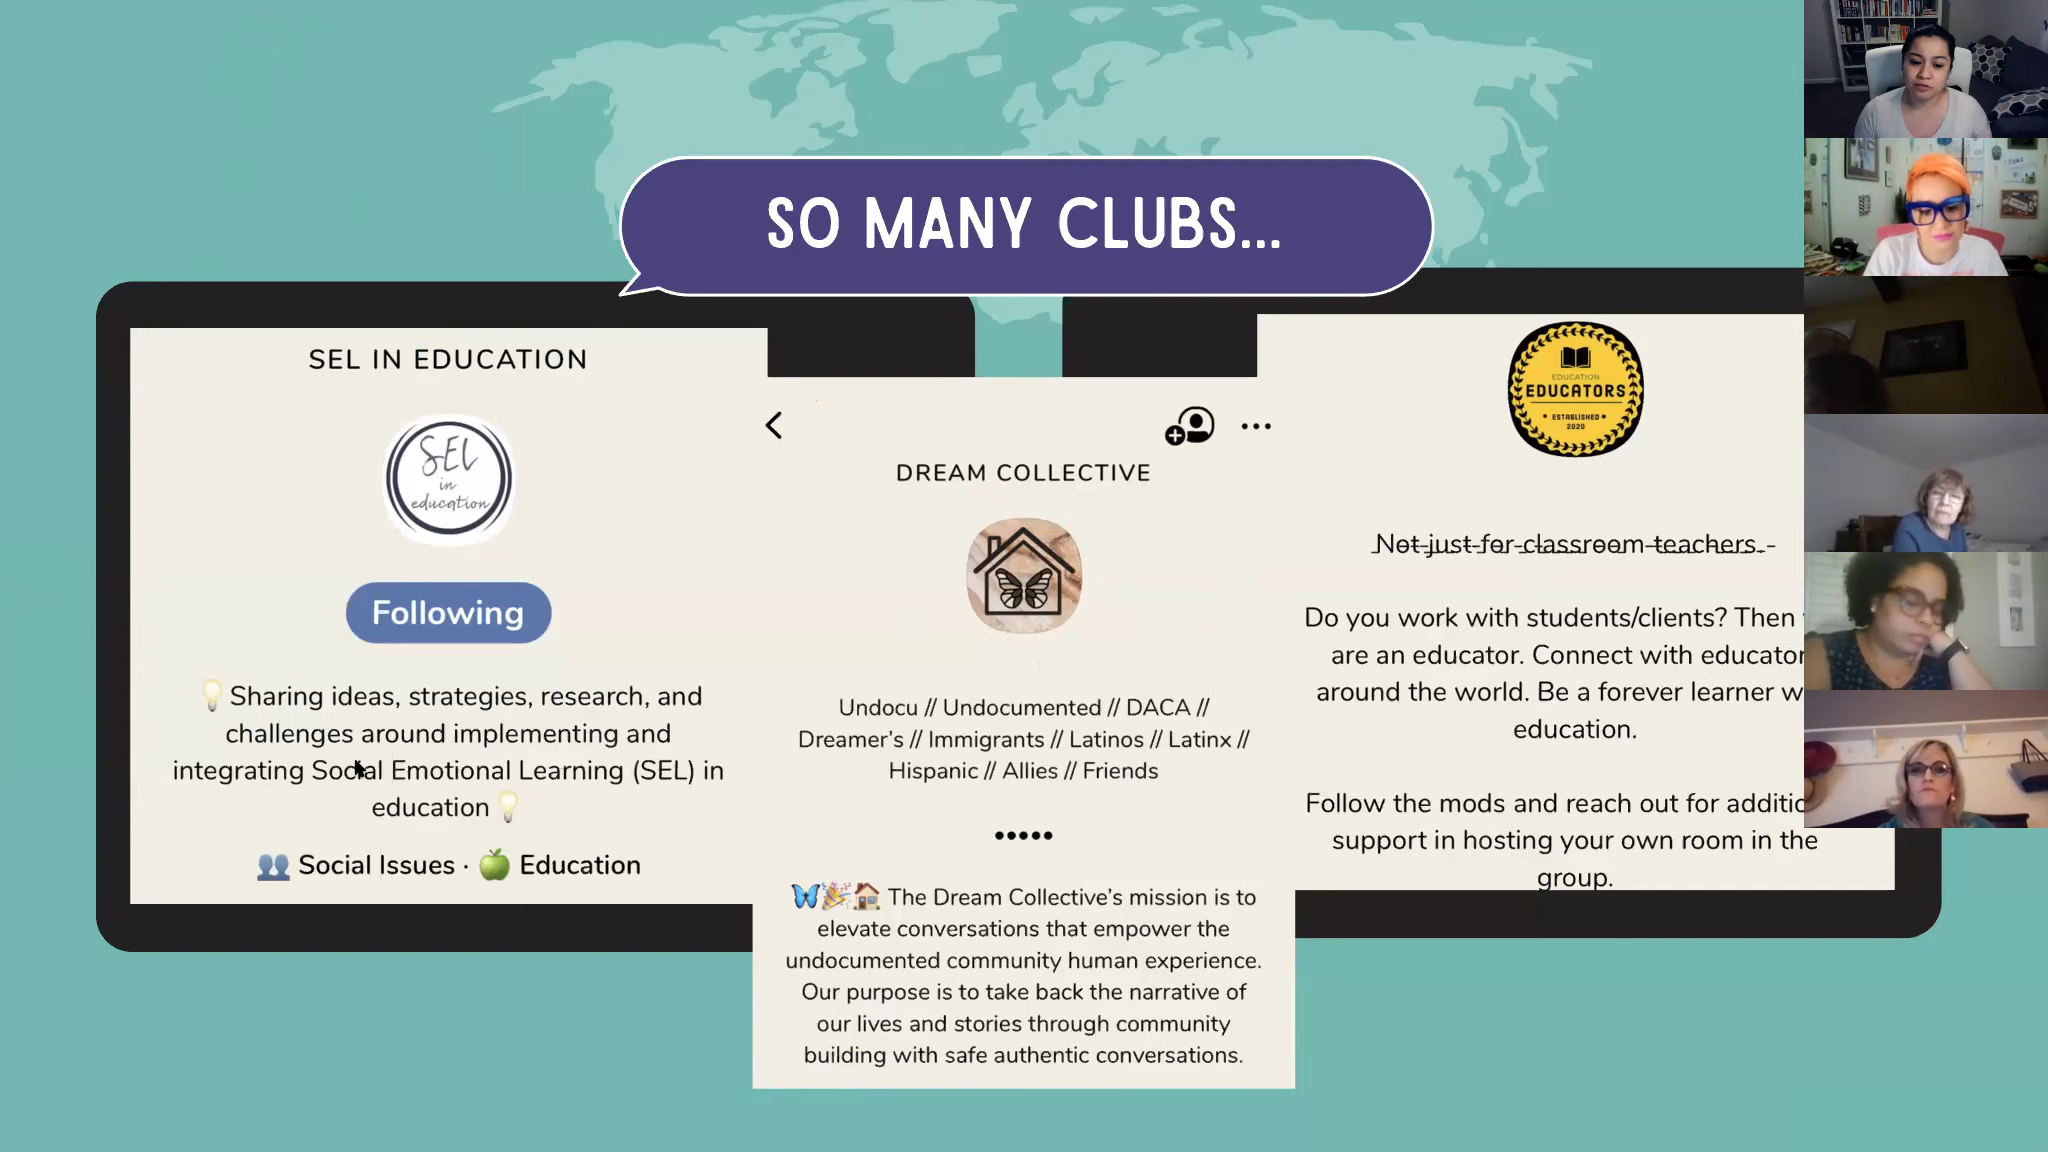 SO MANY CLUBS...
SEL IN EDUCATION
SEL
in
education
Following
💡 Sharing ideas, strategies, research, and
challenges around implementing and
integrating Social Emotional Learning (SEL) in
education 💡
👥 Social Issues · 🍏 Education
DREAM COLLECTIVE
Undocu // Undocumented // DACA //
Dreamer's // Immigrants // Latinos // Latinx //
Hispanic // Allies // Friends
•••••
🦋🎉🏠 The Dream Collective's mission is to
elevate conversations that empower the
undocumented community human experience.
Our purpose is to take back the narrative of
our lives and stories through community
building with safe authentic conversations.
EDUCATION
EDUCATORS
• ESTABLISHED •
2020
Not just for classroom teachers.
Do you work with students/clients? Then
are an educator. Connect with
around the world. Be a forever learner
education.
Follow the mods and reach out for
support in hosting your own room in the
group.